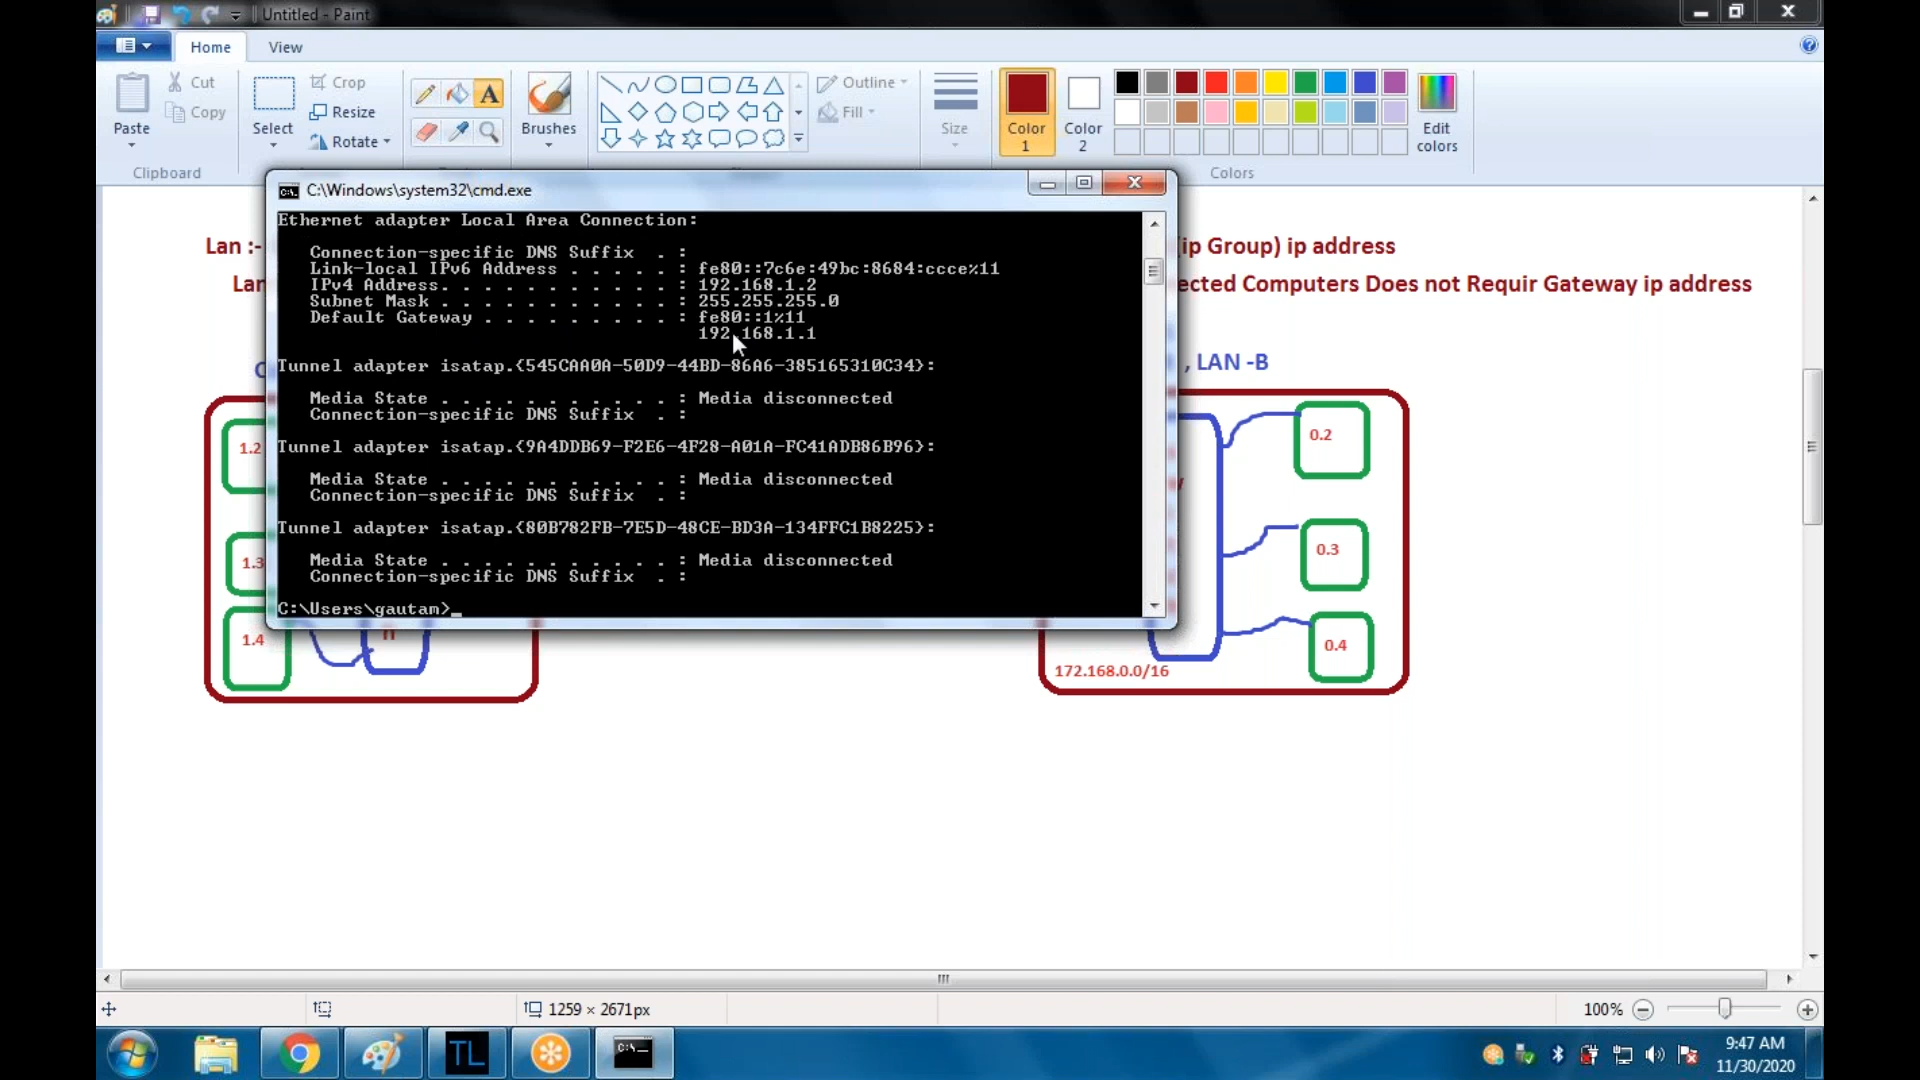 Untitled - Paint
Home View
Cut
Copy
Paste
Clipboard
Select
Crop
Resize
Rotate
Brushes
Outline
Fill
Size
Color 1
Color 2
Edit colors
Colors
C:\Windows\system32\cmd.exe
Ethernet adapter Local Area Connection:
Connection-specific DNS Suffix . :
Link-local IPv6 Address . . . . . : fe80::7c6e:49bc:8684:ccce%11
IPv4 Address. . . . . . . . . . . : 192.168.1.2
Subnet Mask . . . . . . . . . . . : 255.255.255.0
Default Gateway . . . . . . . . . : fe80::1%11
192.168.1.1
Tunnel adapter isatap.{545CAA0A-50D9-44BD-86A6-385165310C34}:
Media State . . . . . . . . . . . : Media disconnected
Connection-specific DNS Suffix . :
Tunnel adapter isatap.{9A4DDB69-F2E6-4F28-A01A-FC41ADB86B96}:
Media State . . . . . . . . . . . : Media disconnected
Connection-specific DNS Suffix . :
Tunnel adapter isatap.{80B782FB-7E5D-48CE-BD3A-134FFC1B8225}:
Media State . . . . . . . . . . . : Media disconnected
Connection-specific DNS Suffix . :
C:\Users\gautam>_
Lan :-
(ip Group) ip address
Lan
ected Computers Does not Requir Gateway ip address
, LAN -B
1.2
1.3
1.4
0.2
0.3
0.4
172.168.0.0/16
1259 × 2671px
100%
TL
9:47 AM
11/30/2020